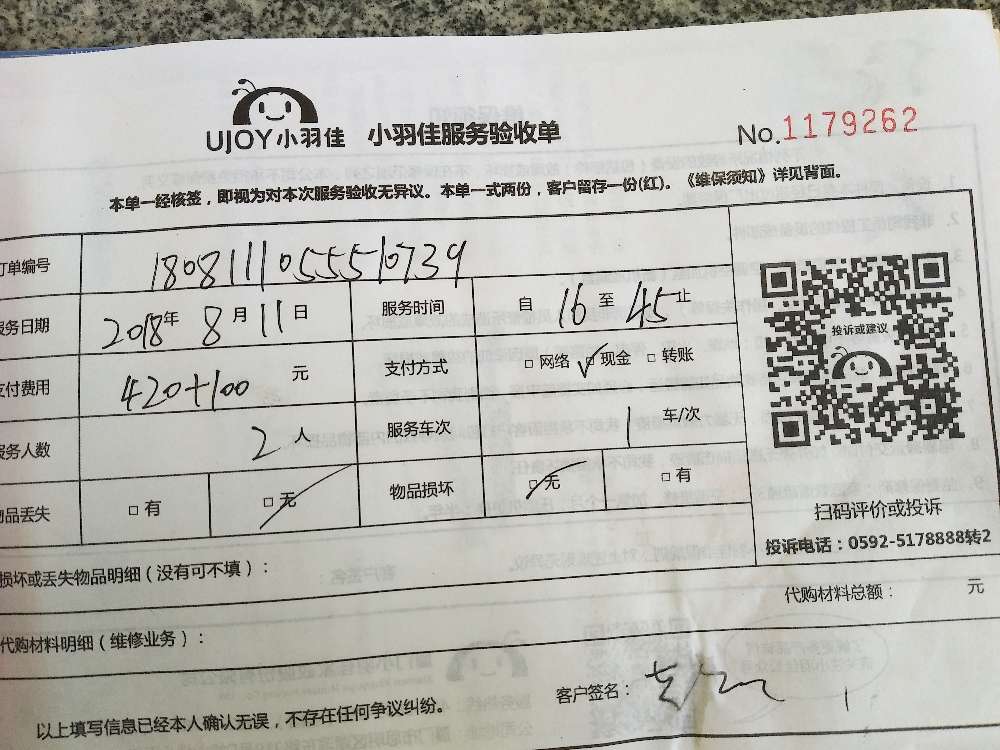 UJOY小羽佳 小羽佳服务验收单 No.1179262
本单一经核签，即视为对本次服务验收无异议。本单一式两份，客户留存一份(红)。《维保须知》详见背面。
订单编号 1808111055510739
服务日期 2018年 8月11日 服务时间 自 16 至 45 止
支付费用 420+100 元 支付方式 □网络 □现金 □转账
服务人数 2人 服务车次 1 车/次
物品丢失 □有 □无 物品损坏 □无 □有
投诉或建议
扫码评价或投诉
投诉电话：0592-5178888转2
损坏或丢失物品明细（没有可不填）：
代购材料总额： 元
代购材料明细（维修业务）：
客户签名：
以上填写信息已经本人确认无误，不存在任何争议纠纷。